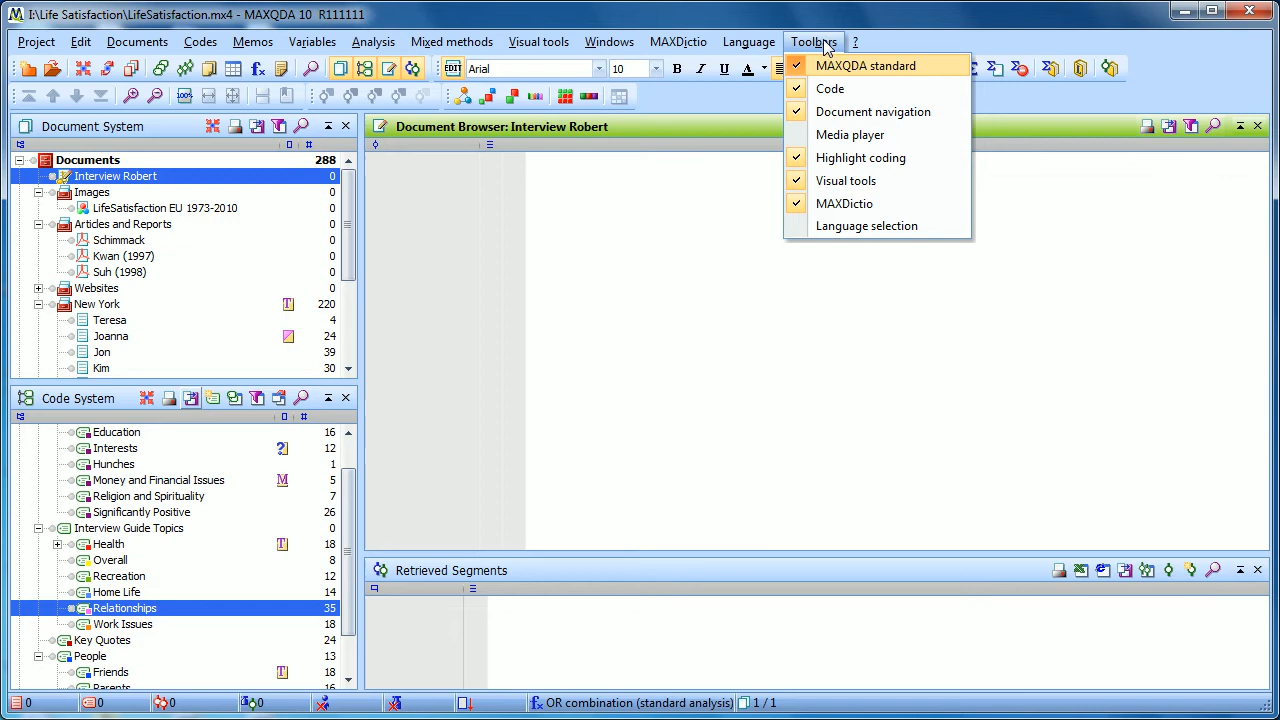 I:\Life Satisfaction\LifeSatisfaction.mx4 - MAXQDA 10 R111111
Project Edit Documents Codes Memos Variables Analysis Mixed methods Visual tools Windows MAXDictio Language Toolbars ?
EDIT Arial 10 B I U A
100%
MAXQDA standard
Code
Document navigation
Media player
Highlight coding
Visual tools
MAXDictio
Language selection
Document System
Documents 288
Interview Robert 0
Images 0
LifeSatisfaction EU 1973-2010 0
Articles and Reports 0
Schimmack 0
Kwan (1997) 0
Suh (1998) 0
Websites 0
New York 220
Teresa 4
Joanna 24
Jon 39
Kim 30
Code System
Education 16
Interests 12
Hunches 1
Money and Financial Issues M 5
Religion and Spirituality 7
Significantly Positive 26
Interview Guide Topics 0
Health T 18
Overall 8
Recreation 12
Home Life 14
Relationships 35
Work Issues 18
Key Quotes 24
People 13
Friends T 18
Parents
Document Browser: Interview Robert
Retrieved Segments
0 0 0 0 OR combination (standard analysis) 1 / 1